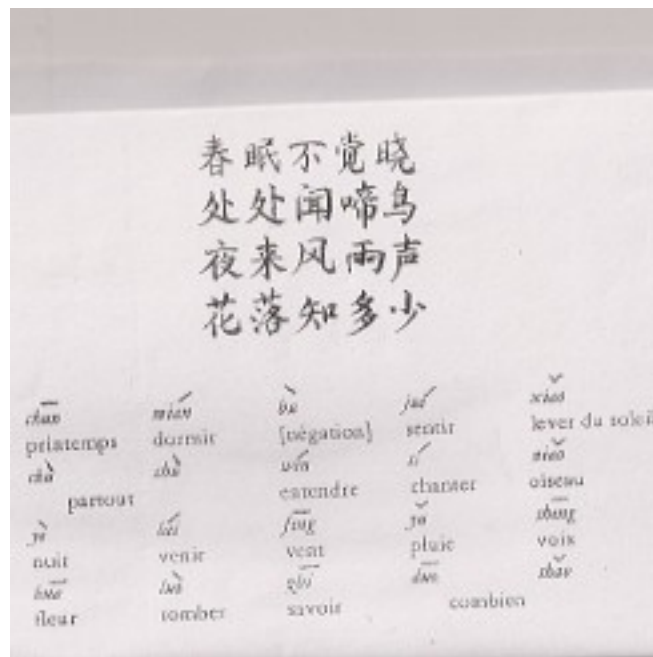 春眠不觉晓
处处闻啼鸟
夜来风雨声
花落知多少
chūn mián bù jué xiǎo
printemps dormir [négation] sentir lever du soleil
chù chù wén tí niǎo
partout entendre chanter oiseau
yè lái fēng yǔ shēng
nuit venir vent pluie voix
huā luò zhī duō shǎo
fleur tomber savoir combien